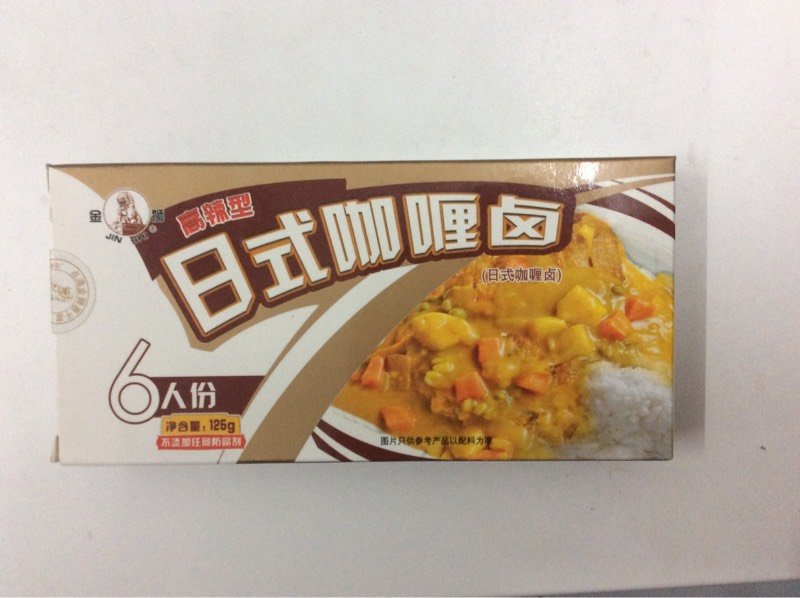 金 狮
JIN SHI
高辣型
日式咖喱卤
(日式咖喱卤)
6人份
净含量：125g
不添加任何防腐剂
图片只供参考产品以配料为准